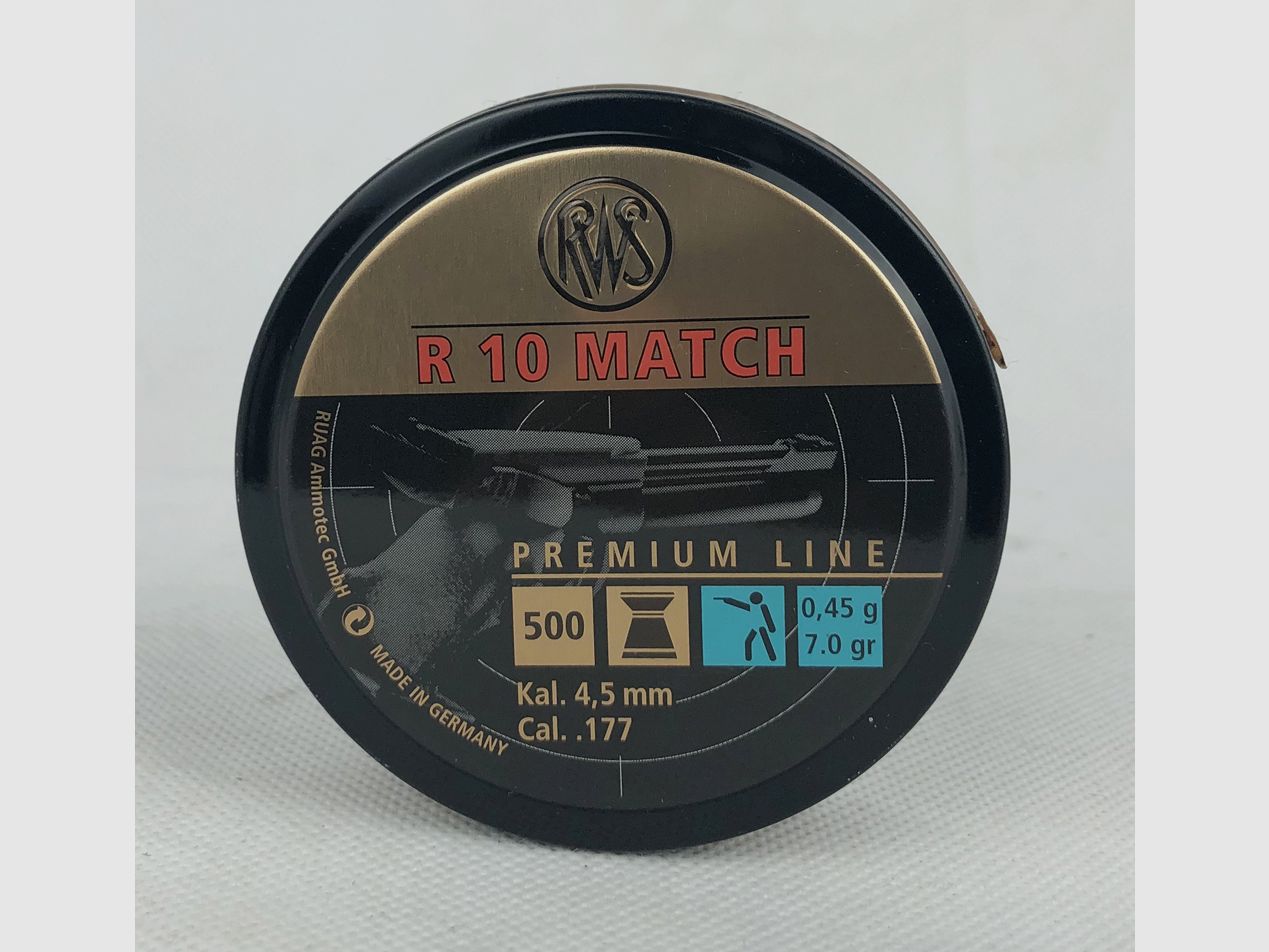 RWS
R 10 MATCH
PREMIUM LINE
500
0,45 g
7.0 gr
Kal. 4,5 mm
Cal. .177
RUAG Ammotec GmbH
MADE IN GERMANY